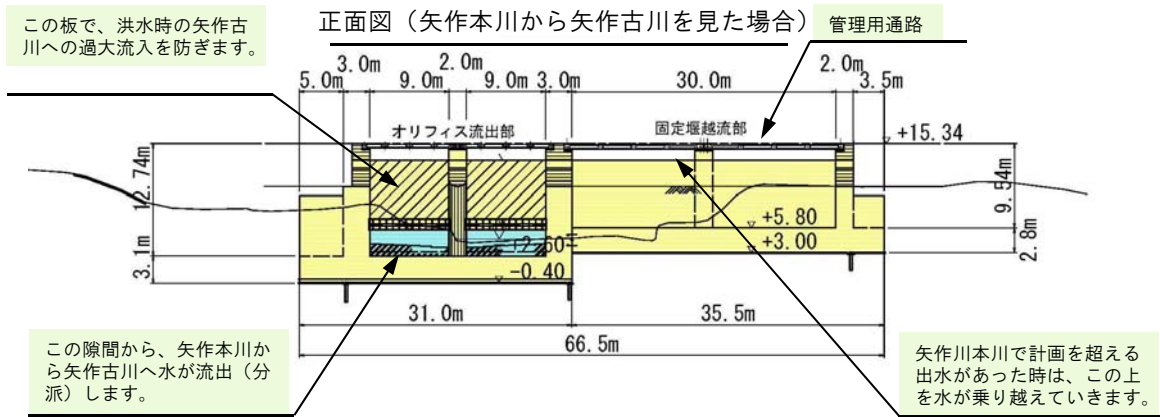 正面図（矢作本川から矢作古川を見た場合）
この板で、洪水時の矢作古
川への過大流入を防ぎます。
管理用通路
3.0m 2.0m 2.0m
5.0m 9.0m 9.0m 3.0m 30.0m 3.5m
オリフィス流出部 固定堰越流部
+15.34
12.74m
9.54m
+5.80
+2.60 +3.00
3.1m
2.8m
-0.40
31.0m 35.5m
66.5m
この隙間から、矢作本川か
ら矢作古川へ水が流出（分
派）します。
矢作川本川で計画を超える
出水があった時は、この上
を水が乗り越えていきます。